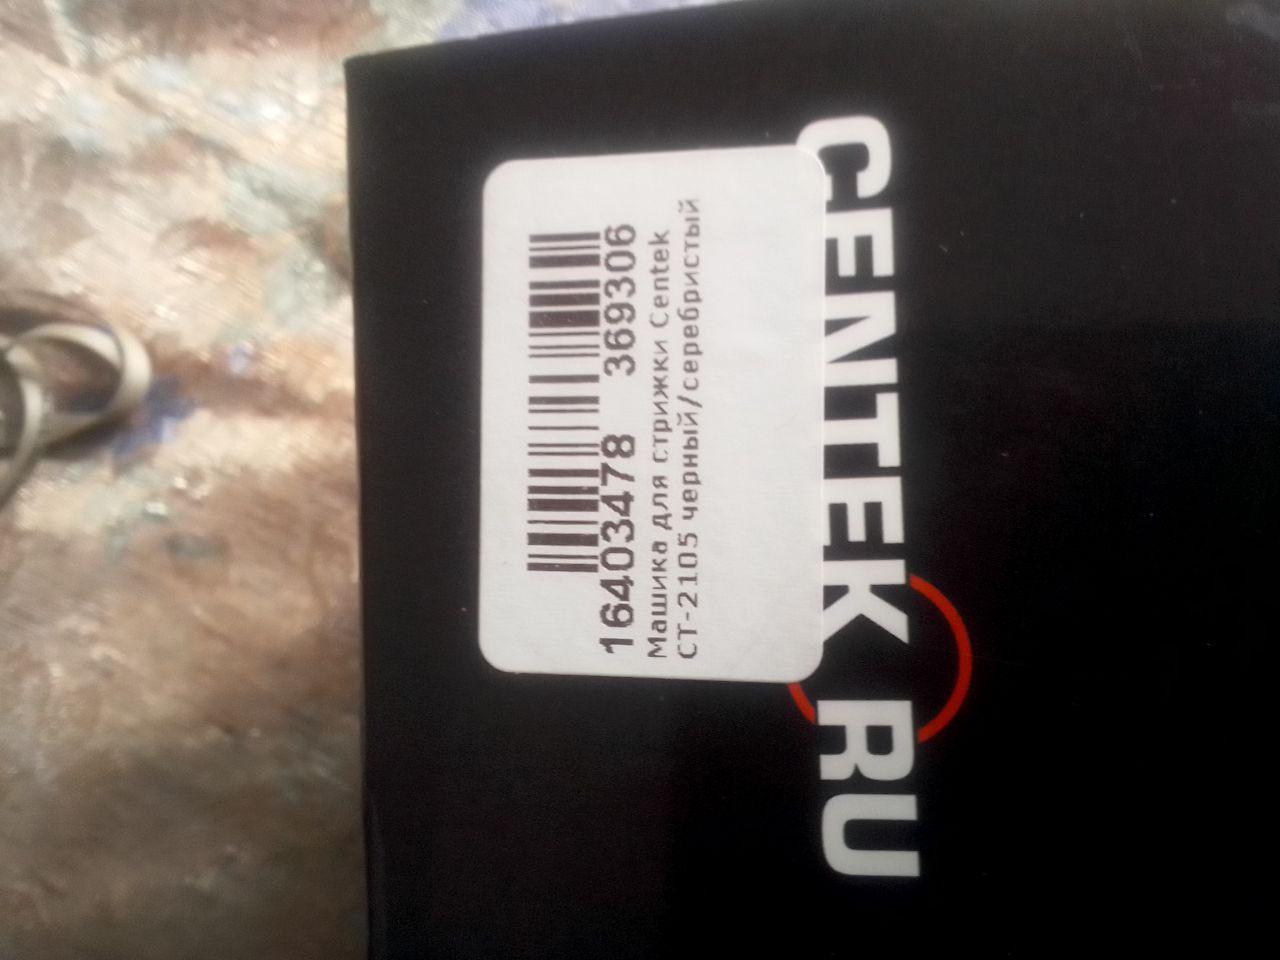 16403478 369306
Машика для стрижки Centek
CT-2105 черный/серебристый
CENTEK RU